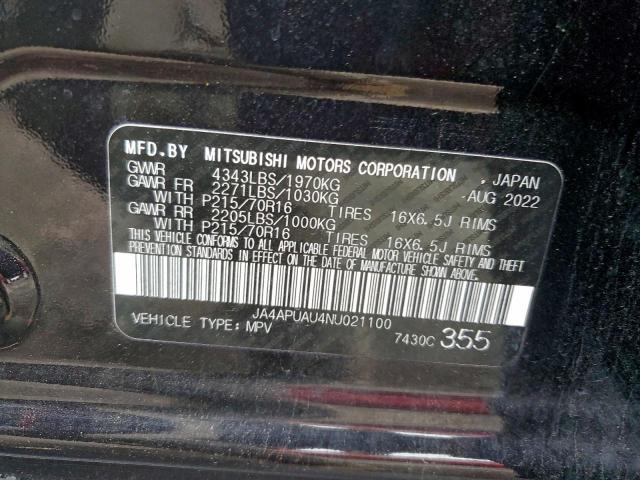 MFD.BY MITSUBISHI MOTORS CORPORATION , JAPAN
GVWR 4343LBS/1970KG AUG 2022
GAWR FR 2271LBS/1030KG
WITH P215/70R16 TIRES 16X6.5J RIMS
GAWR RR 2205LBS/1000KG
WITH P215/70R16 TIRES 16X6.5J RIMS
THIS VEHICLE CONFORMS TO ALL APPLICABLE FEDERAL MOTOR VEHICLE SAFETY AND THEFT
PREVENTION STANDARDS IN EFFECT ON THE DATE OF MANUFACTURE SHOWN ABOVE.
JA4APUAU4NU021100
VEHICLE TYPE: MPV 7430C 355